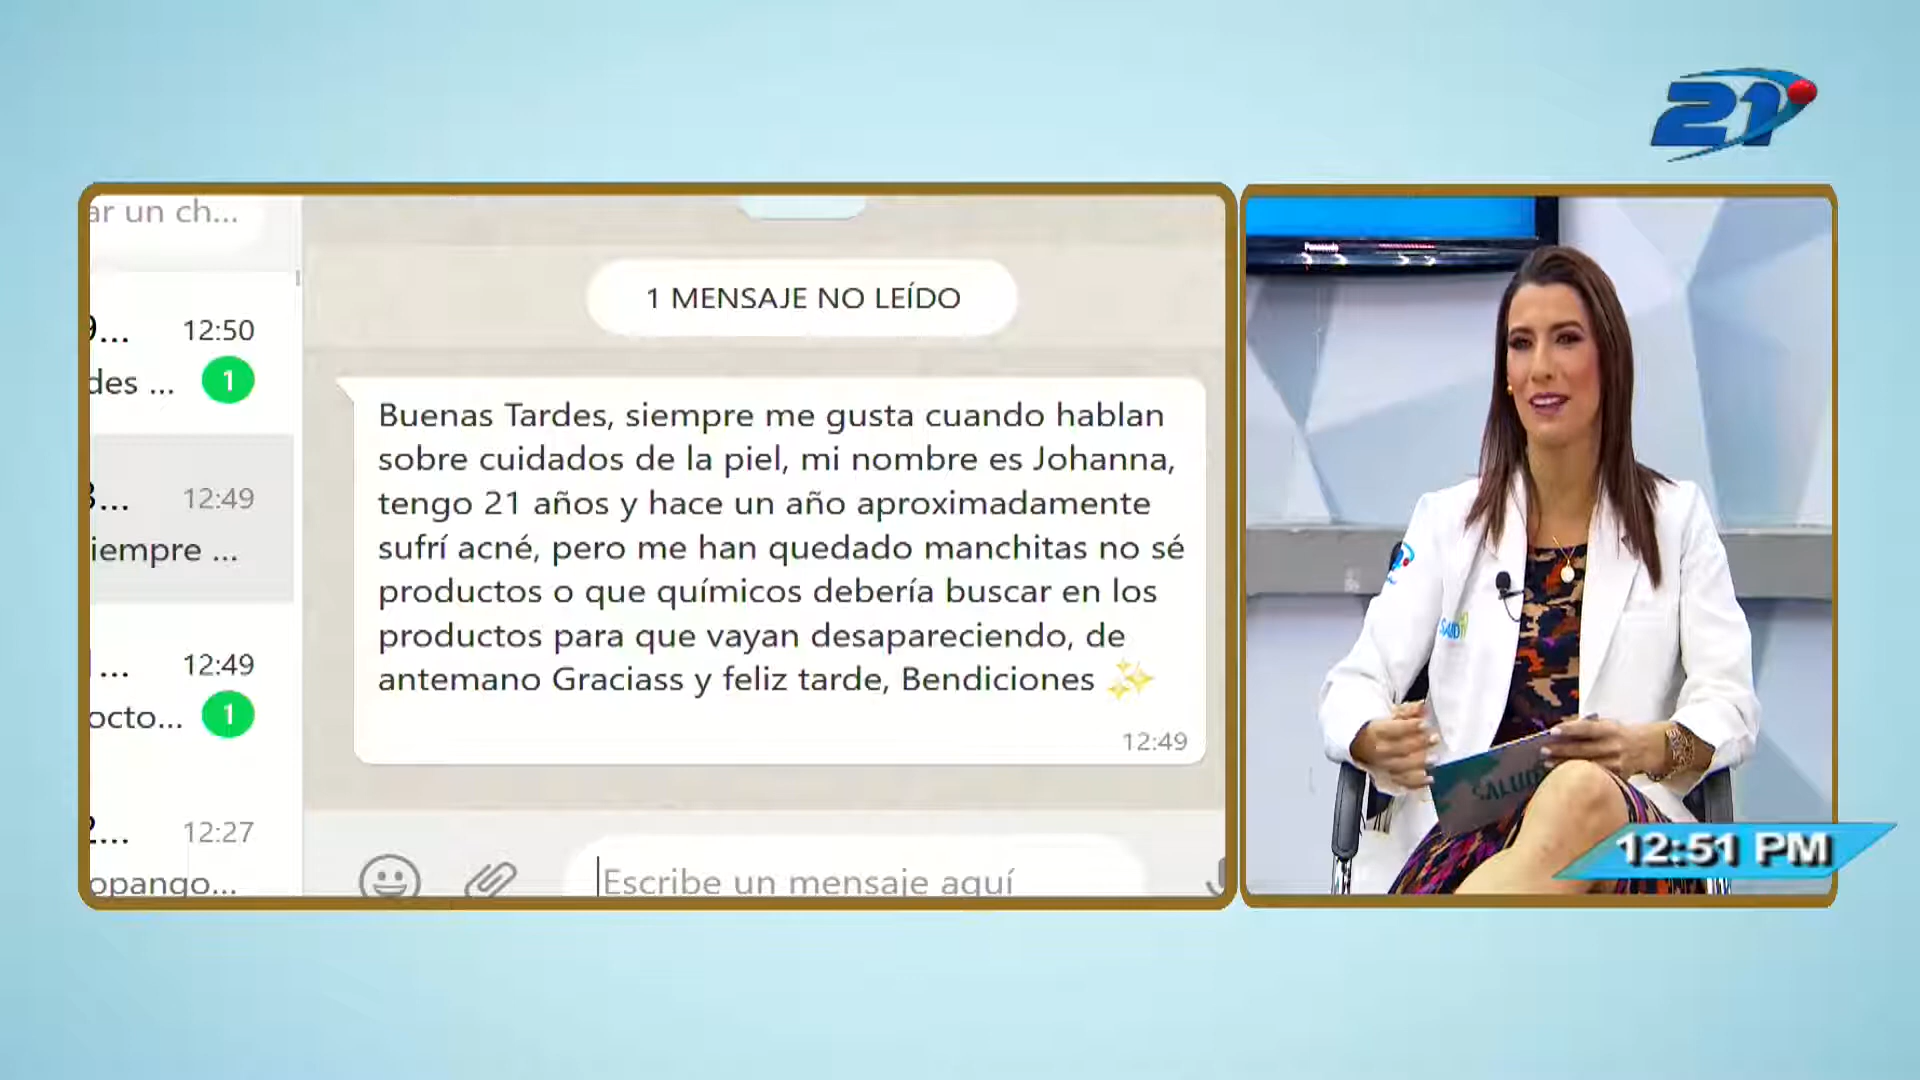 21
ar un ch...
9...
12:50
des ...
1
3...
12:49
iempre ...
12:49
octo...
1
2...
12:27
opango...
1 MENSAJE NO LEÍDO
Buenas Tardes, siempre me gusta cuando hablan
sobre cuidados de la piel, mi nombre es Johanna,
tengo 21 años y hace un año aproximadamente
sufrí acné, pero me han quedado manchitas no sé
productos o que químicos debería buscar en los
productos para que vayan desapareciendo, de
antemano Graciass y feliz tarde, Bendiciones ✨
12:49
Escribe un mensaje aquí
SALUD
12:51 PM